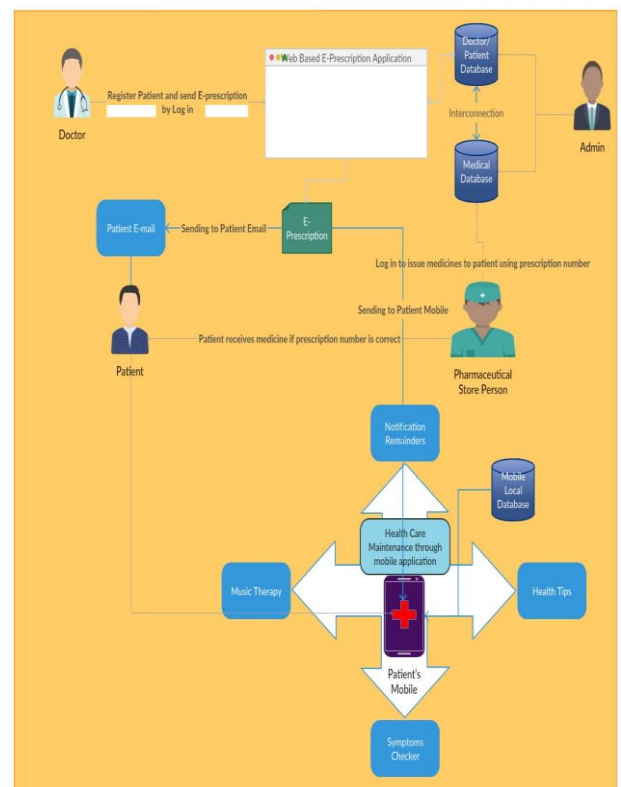 Web Based E-Prescription Application
Doctor/
Patient
Database
Register Patient and send E-prescription
by Log in
Doctor
Interconnection
Admin
Medical
Database
Patient E-mail
Sending to Patient Email
E-
Prescription
Log in to issue medicines to patient using prescription number
Sending to Patient Mobile
Patient receives medicine if prescription number is correct
Patient
Pharmaceutical
Store Person
Notification
Remainders
Mobile
Local
Database
Health Care
Maintenance through
mobile application
Music Therapy
Health Tips
Patient's
Mobile
Symptoms
Checker